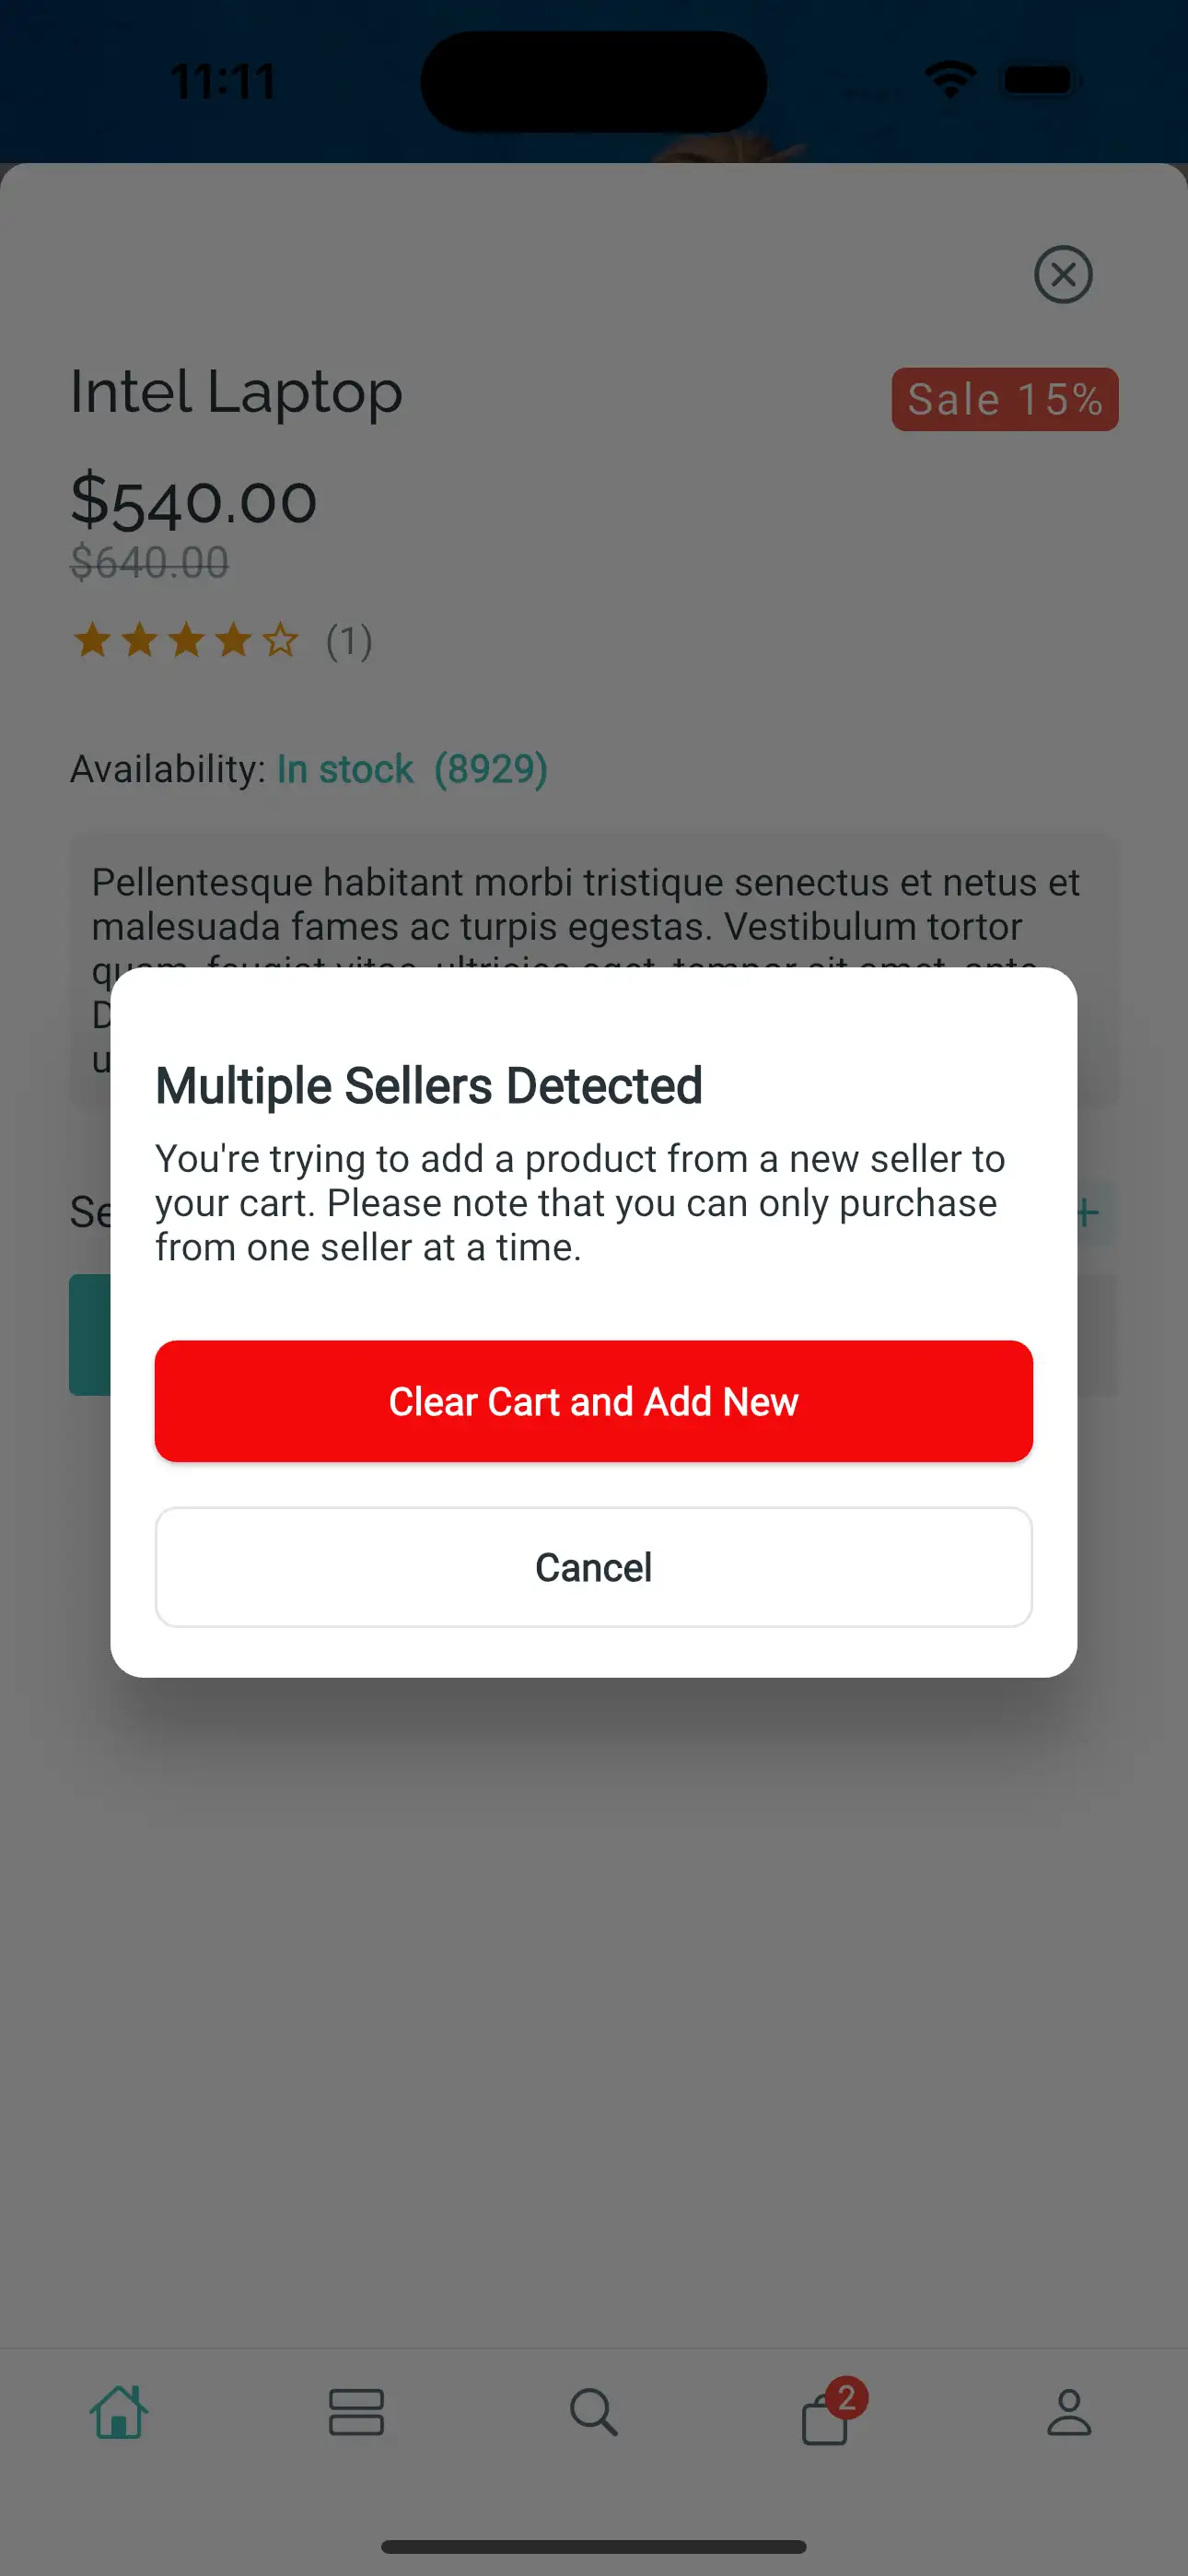 11:11
Intel Laptop
Sale 15%
$540.00
$640.00
(1)
Availability: In stock (8929)
Pellentesque habitant morbi tristique senectus et netus et
malesuada fames ac turpis egestas. Vestibulum tortor
Multiple Sellers Detected
You're trying to add a product from a new seller to
your cart. Please note that you can only purchase
from one seller at a time.
+
Clear Cart and Add New
Cancel
2